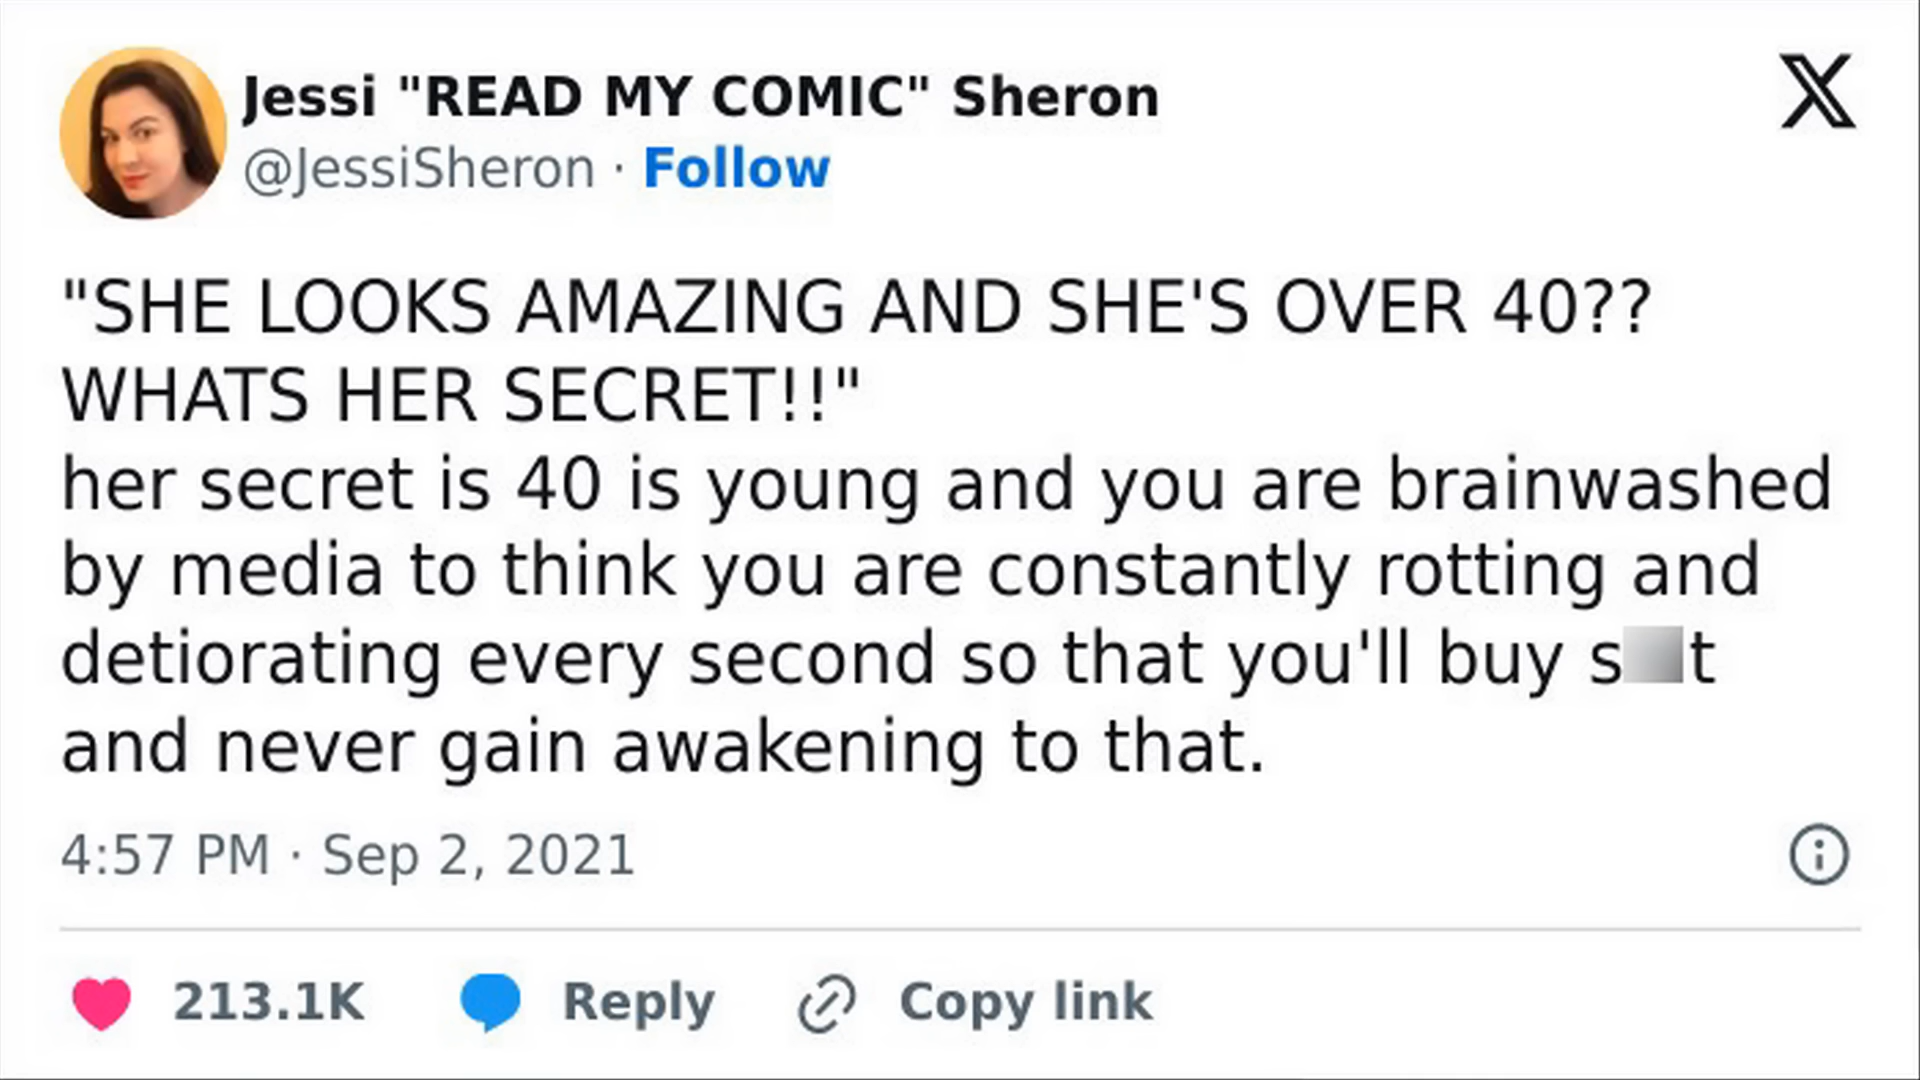 Jessi "READ MY COMIC" Sheron
@JessiSheron · Follow
"SHE LOOKS AMAZING AND SHE'S OVER 40??
WHATS HER SECRET!!"
her secret is 40 is young and you are brainwashed
by media to think you are constantly rotting and
detiorating every second so that you'll buy s t
and never gain awakening to that.
4:57 PM · Sep 2, 2021
213.1K Reply Copy link